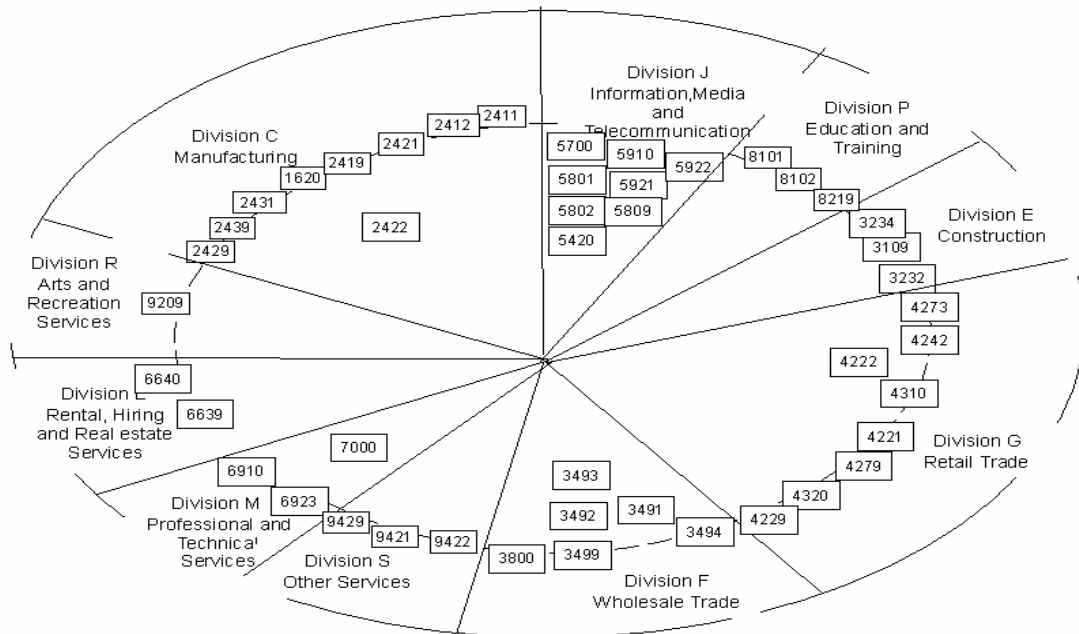 Division J
Information,Media
and
Telecommunication
5700
5910
5922
5801
5921
5802
5809
5420
Division P
Education and
Training
8101
8102
8219
Division E
Construction
3234
3109
3232
Division G
Retail Trade
4273
4242
4222
4310
4221
4279
4320
4229
Division F
Wholesale Trade
3493
3492
3491
3494
3499
3800
Division S
Other Services
9422
9421
9429
Division M
Professional and
Technical
Services
7000
6910
6923
Division L
Rental, Hiring
and Real estate
Services
6640
6639
Division R
Arts and
Recreation
Services
9209
Division C
Manufacturing
2411
2412
2421
2419
1620
2431
2439
2429
2422